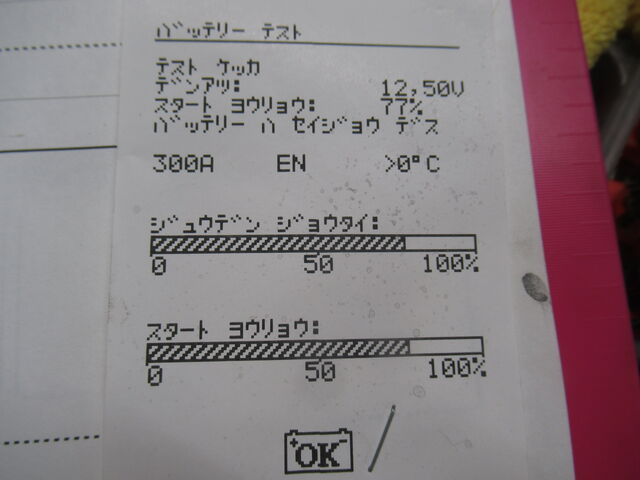 バッテリー テスト
テスト ケッカ
デンアツ: 12,50V
スタート ヨウリョウ: 77%
バッテリー ハ セイジョウ デス
300A EN >0°C
ジュウデン ジョウタイ:
0 50 100%
スタート ヨウリョウ:
0 50 100%
+ -
OK